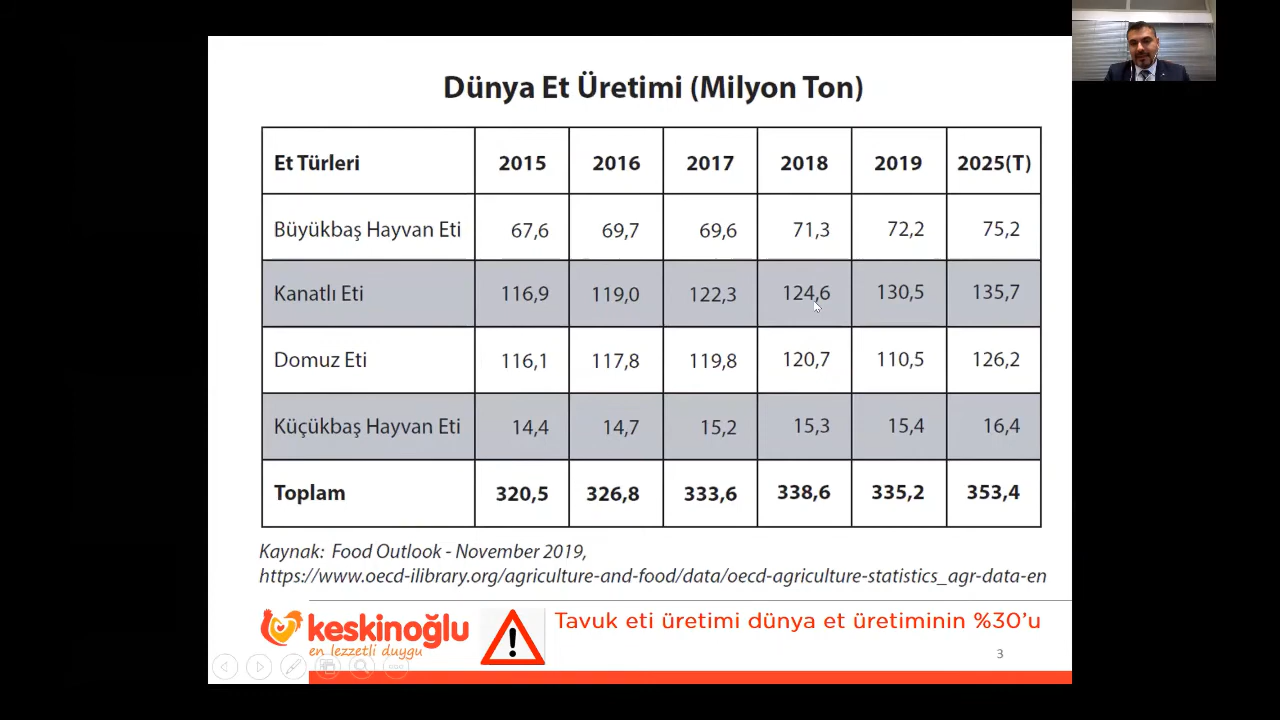 Dünya Et Üretimi (Milyon Ton)
Et Türleri 2015 2016 2017 2018 2019 2025(T)
Büyükbaş Hayvan Eti 67,6 69,7 69,6 71,3 72,2 75,2
Kanatlı Eti 116,9 119,0 122,3 124,6 130,5 135,7
Domuz Eti 116,1 117,8 119,8 120,7 110,5 126,2
Küçükbaş Hayvan Eti 14,4 14,7 15,2 15,3 15,4 16,4
Toplam 320,5 326,8 333,6 338,6 335,2 353,4
Kaynak: Food Outlook - November 2019,
https://www.oecd-ilibrary.org/agriculture-and-food/data/oecd-agriculture-statistics_agr-data-en
keskinoğlu
en lezzetli duygu
Tavuk eti üretimi dünya et üretiminin %30'u
3